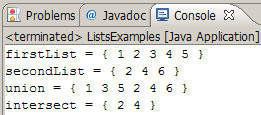 Problems @ Javadoc Console
<terminated> ListsExamples [Java Application]
firstList = { 1 2 3 4 5 }
secondList = { 2 4 6 }
union = { 1 3 5 2 4 6 }
intersect = { 2 4 }